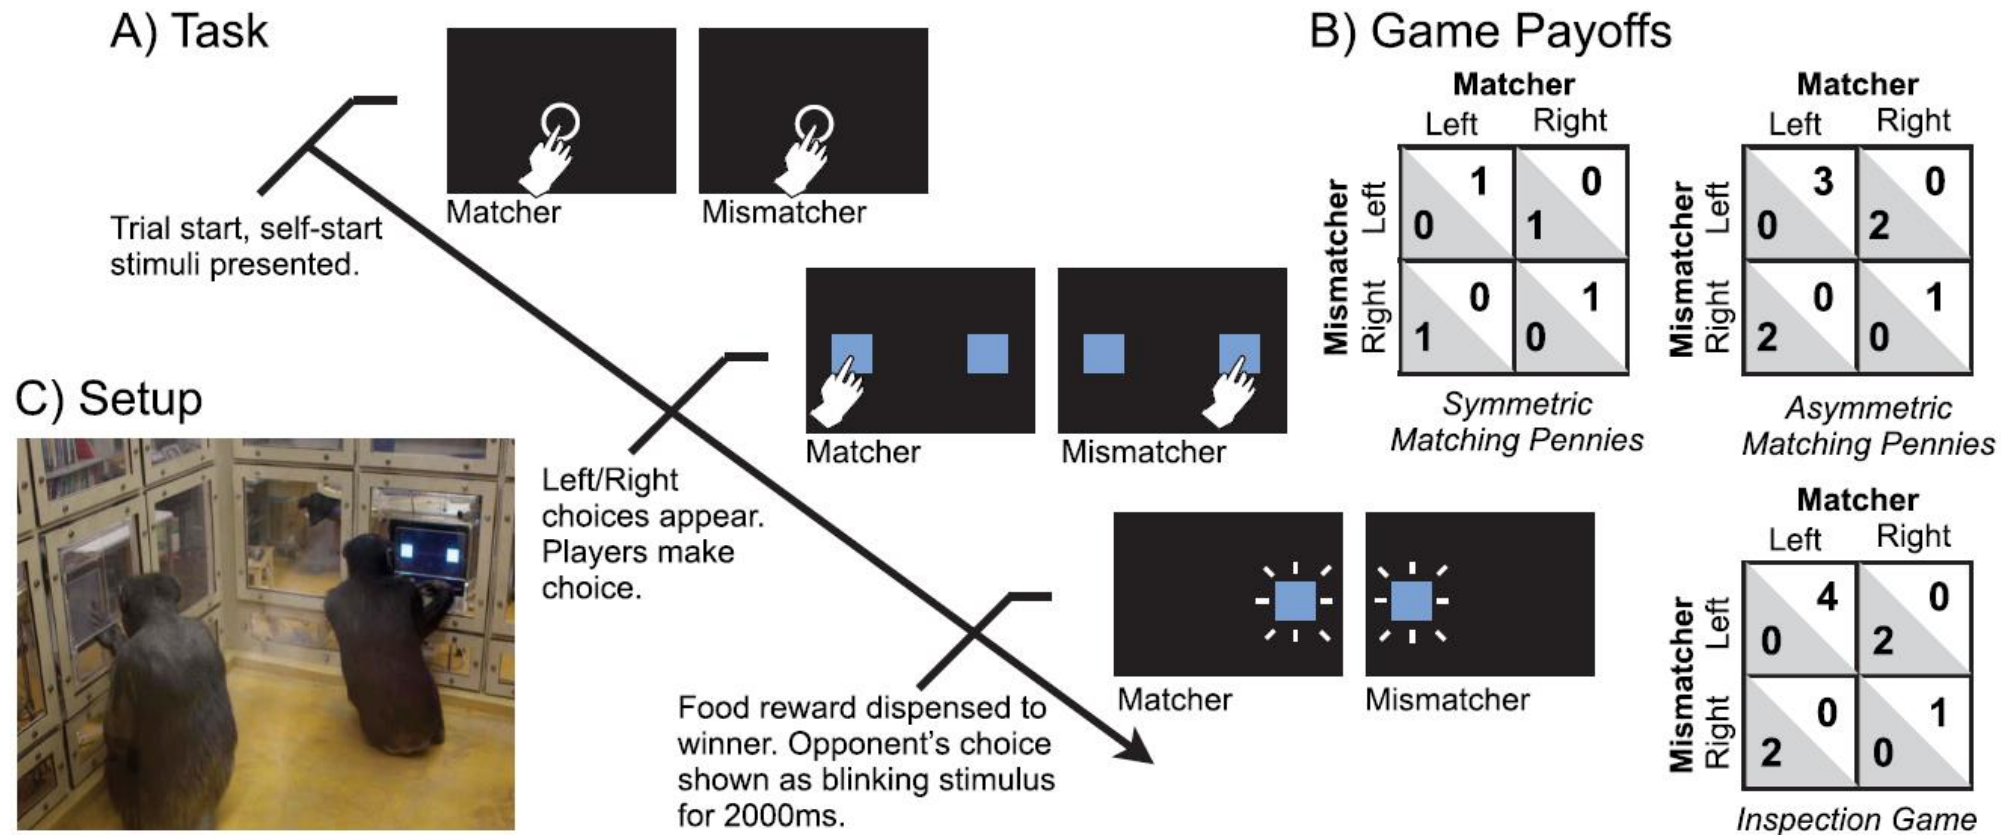 A) Task
Matcher
Mismatcher
Trial start, self-start
stimuli presented.
Matcher
Mismatcher
Left/Right
choices appear.
Players make
choice.
Matcher
Mismatcher
Food reward dispensed to
winner. Opponent's choice
shown as blinking stimulus
for 2000ms.
B) Game Payoffs
Matcher
Left Right
Mismatcher
Left
1 0
0 1
Right
0 1
1 0
Symmetric
Matching Pennies
Matcher
Left Right
Mismatcher
Left
3 0
0 2
Right
0 1
2 0
Asymmetric
Matching Pennies
Matcher
Left Right
Mismatcher
Left
4 0
0 2
Right
0 1
2 0
Inspection Game
C) Setup